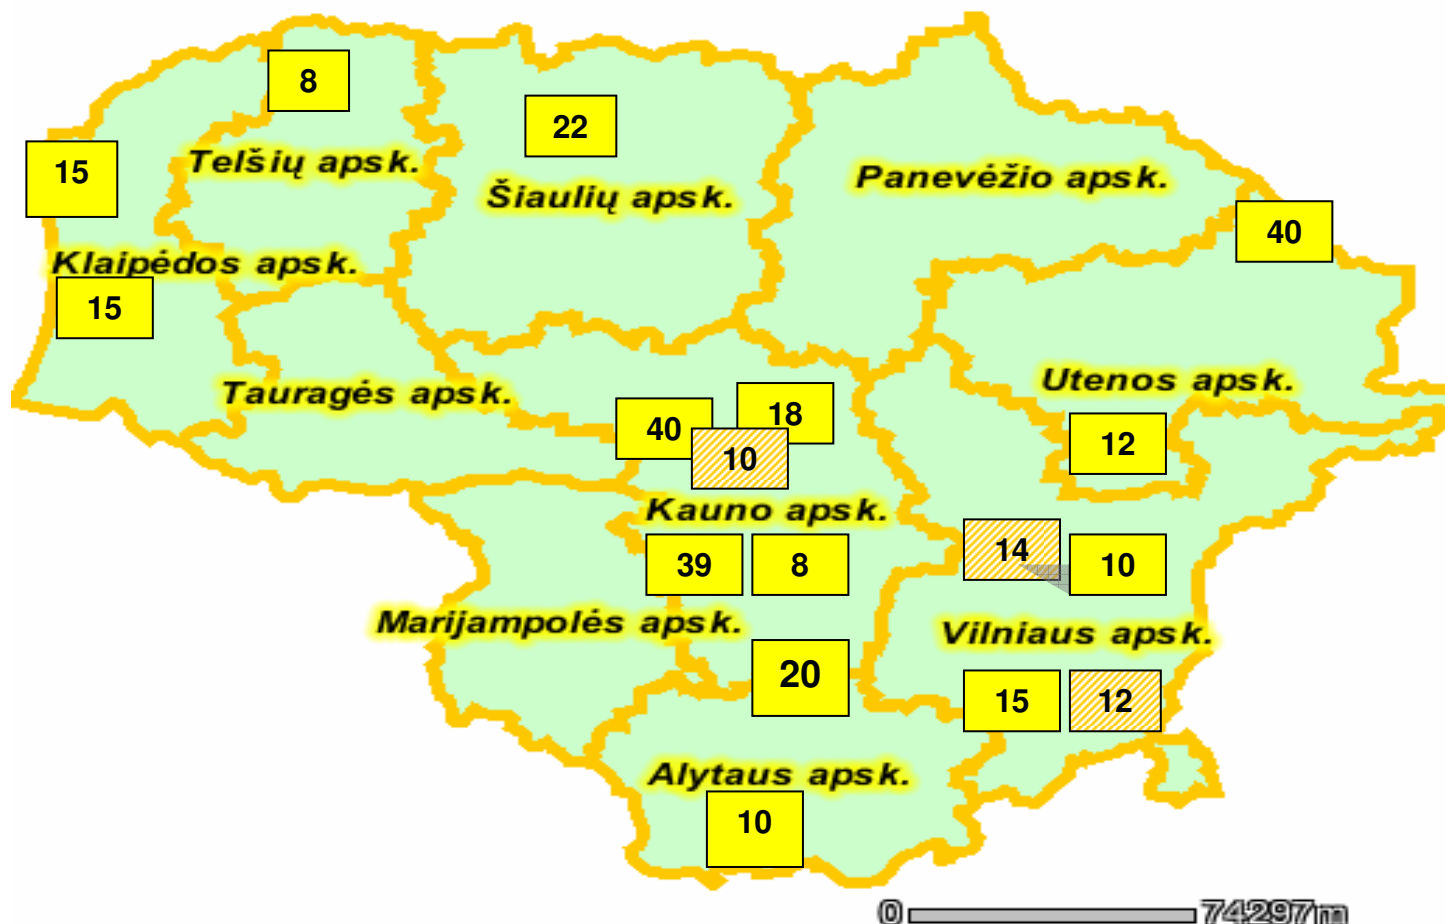 8
22
15
Telšių apsk.
Šiaulių apsk.
Panevėžio apsk.
40
Klaipėdos apsk.
15
Tauragės apsk.
Utenos apsk.
40
18
10
12
Kauno apsk.
39
8
14
10
Marijampolės apsk.
Vilniaus apsk.
20
15
12
Alytaus apsk.
10
0 74297m